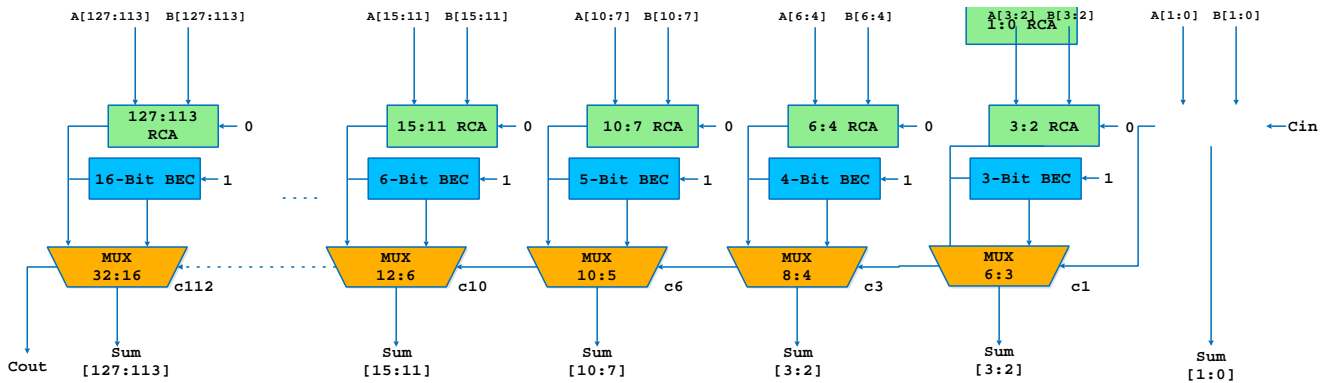 A[127:113] B[127:113]
A[15:11] B[15:11]
A[10:7] B[10:7]
A[6:4] B[6:4]
A[3:2] B[3:2]
1:0 RCA
A[1:0] B[1:0]
127:113
RCA
0
15:11 RCA
0
10:7 RCA
0
6:4 RCA
0
3:2 RCA
0
Cin
16-Bit BEC
1
6-Bit BEC
1
5-Bit BEC
1
4-Bit BEC
1
3-Bit BEC
1
MUX
32:16
c112
MUX
12:6
c10
MUX
10:5
c6
MUX
8:4
c3
MUX
6:3
c1
Cout
Sum
[127:113]
Sum
[15:11]
Sum
[10:7]
Sum
[3:2]
Sum
[3:2]
Sum
[1:0]